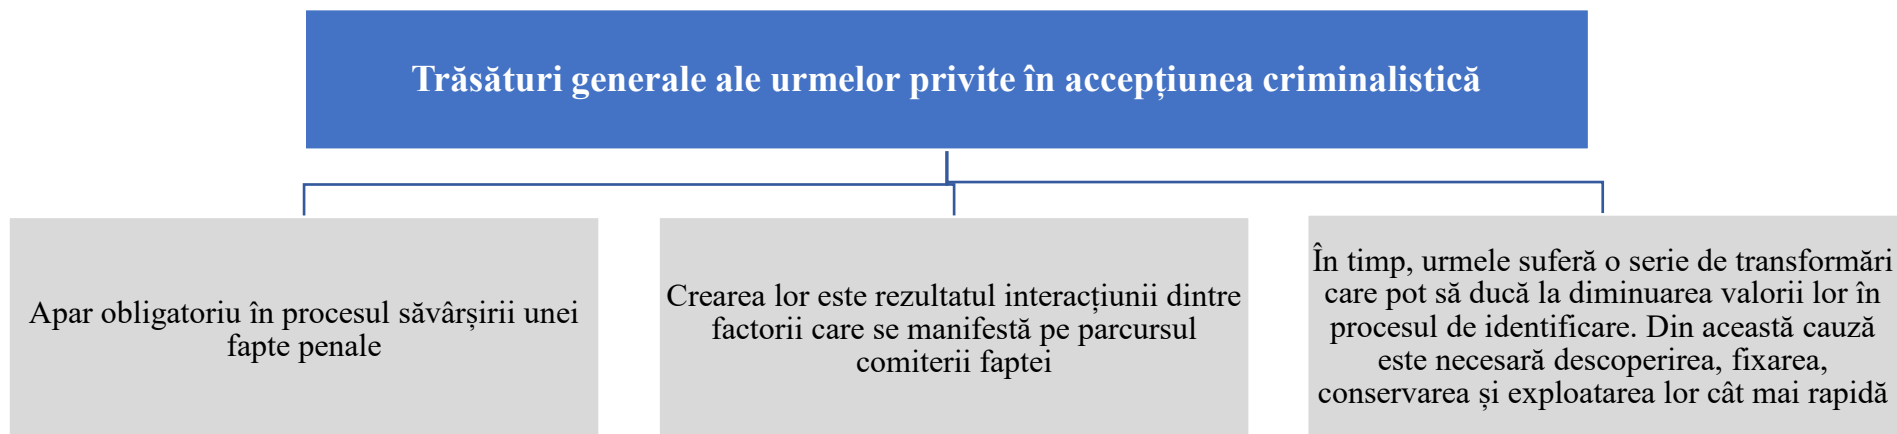 Trăsături generale ale urmelor privite în accepțiunea criminalistică
Apar obligatoriu în procesul săvârșirii unei
fapte penale
Crearea lor este rezultatul interacțiunii dintre
factorii care se manifestă pe parcursul
comiterii faptei
În timp, urmele suferă o serie de transformări
care pot să ducă la diminuarea valorii lor în
procesul de identificare. Din această cauză
este necesară descoperirea, fixarea,
conservarea și exploatarea lor cât mai rapidă